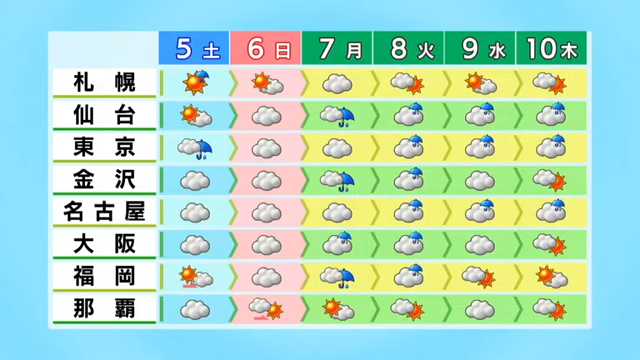 5土 6日 7月 8火 9水 10木
札幌
仙台
東京
金沢
名古屋
大阪
福岡
那覇